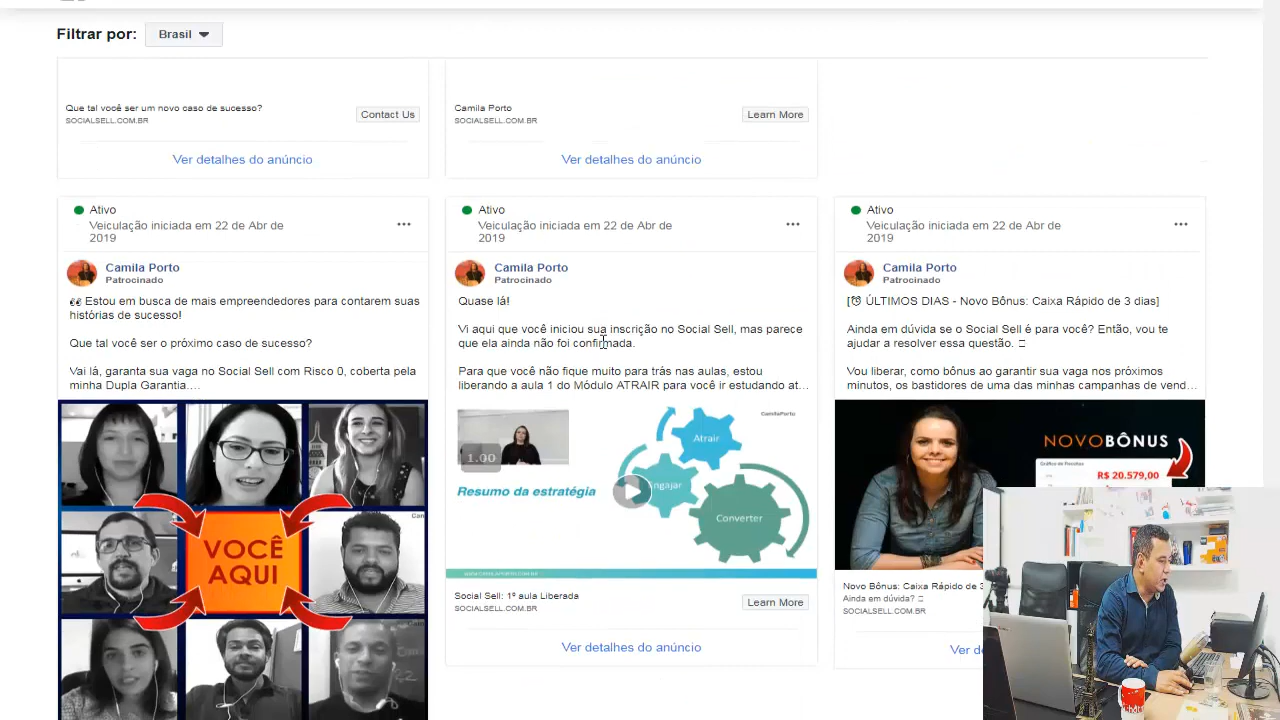 Filtrar por: Brasil
Que tal você ser um novo caso de sucesso?
SOCIALSELL.COM.BR
Contact Us
Ver detalhes do anúncio
Camila Porto
SOCIALSELL.COM.BR
Learn More
Ver detalhes do anúncio
Ativo
Veiculação iniciada em 22 de Abr de
2019
Camila Porto
Patrocinado
Estou em busca de mais empreendedores para contarem suas
histórias de sucesso!
Que tal você ser o próximo caso de sucesso?
Vai lá, garanta sua vaga no Social Sell com Risco 0, coberta pela
minha Dupla Garantia....
VOCÊ
AQUI
Ativo
Veiculação iniciada em 22 de Abr de
2019
Camila Porto
Patrocinado
Quase lá!
Vi aqui que você iniciou sua inscrição no Social Sell, mas parece
que ela ainda não foi confirmada.
Para que você não fique muito para trás nas aulas, estou
liberando a aula 1 do Módulo ATRAIR para você ir estudando at...
CamilaPorto
1.00
Resumo da estratégia
Atrair
Engajar
Converter
WWW.CAMILAPORTO.COM.BR
Social Sell: 1ª aula Liberada
SOCIALSELL.COM.BR
Learn More
Ver detalhes do anúncio
Ativo
Veiculação iniciada em 22 de Abr de
2019
Camila Porto
Patrocinado
[⏰ ÚLTIMOS DIAS - Novo Bônus: Caixa Rápido de 3 dias]
Ainda em dúvida se o Social Sell é para você? Então, vou te
ajudar a resolver essa questão.
Vou liberar, como bônus ao garantir sua vaga nos próximos
minutos, os bastidores de uma das minhas campanhas de vend...
NOVOBÔNUS
Gráfico de Receitas
R$ 20.579,00
Novo Bônus: Caixa Rápido de 3
Ainda em dúvida?
SOCIALSELL.COM.BR
Ver d